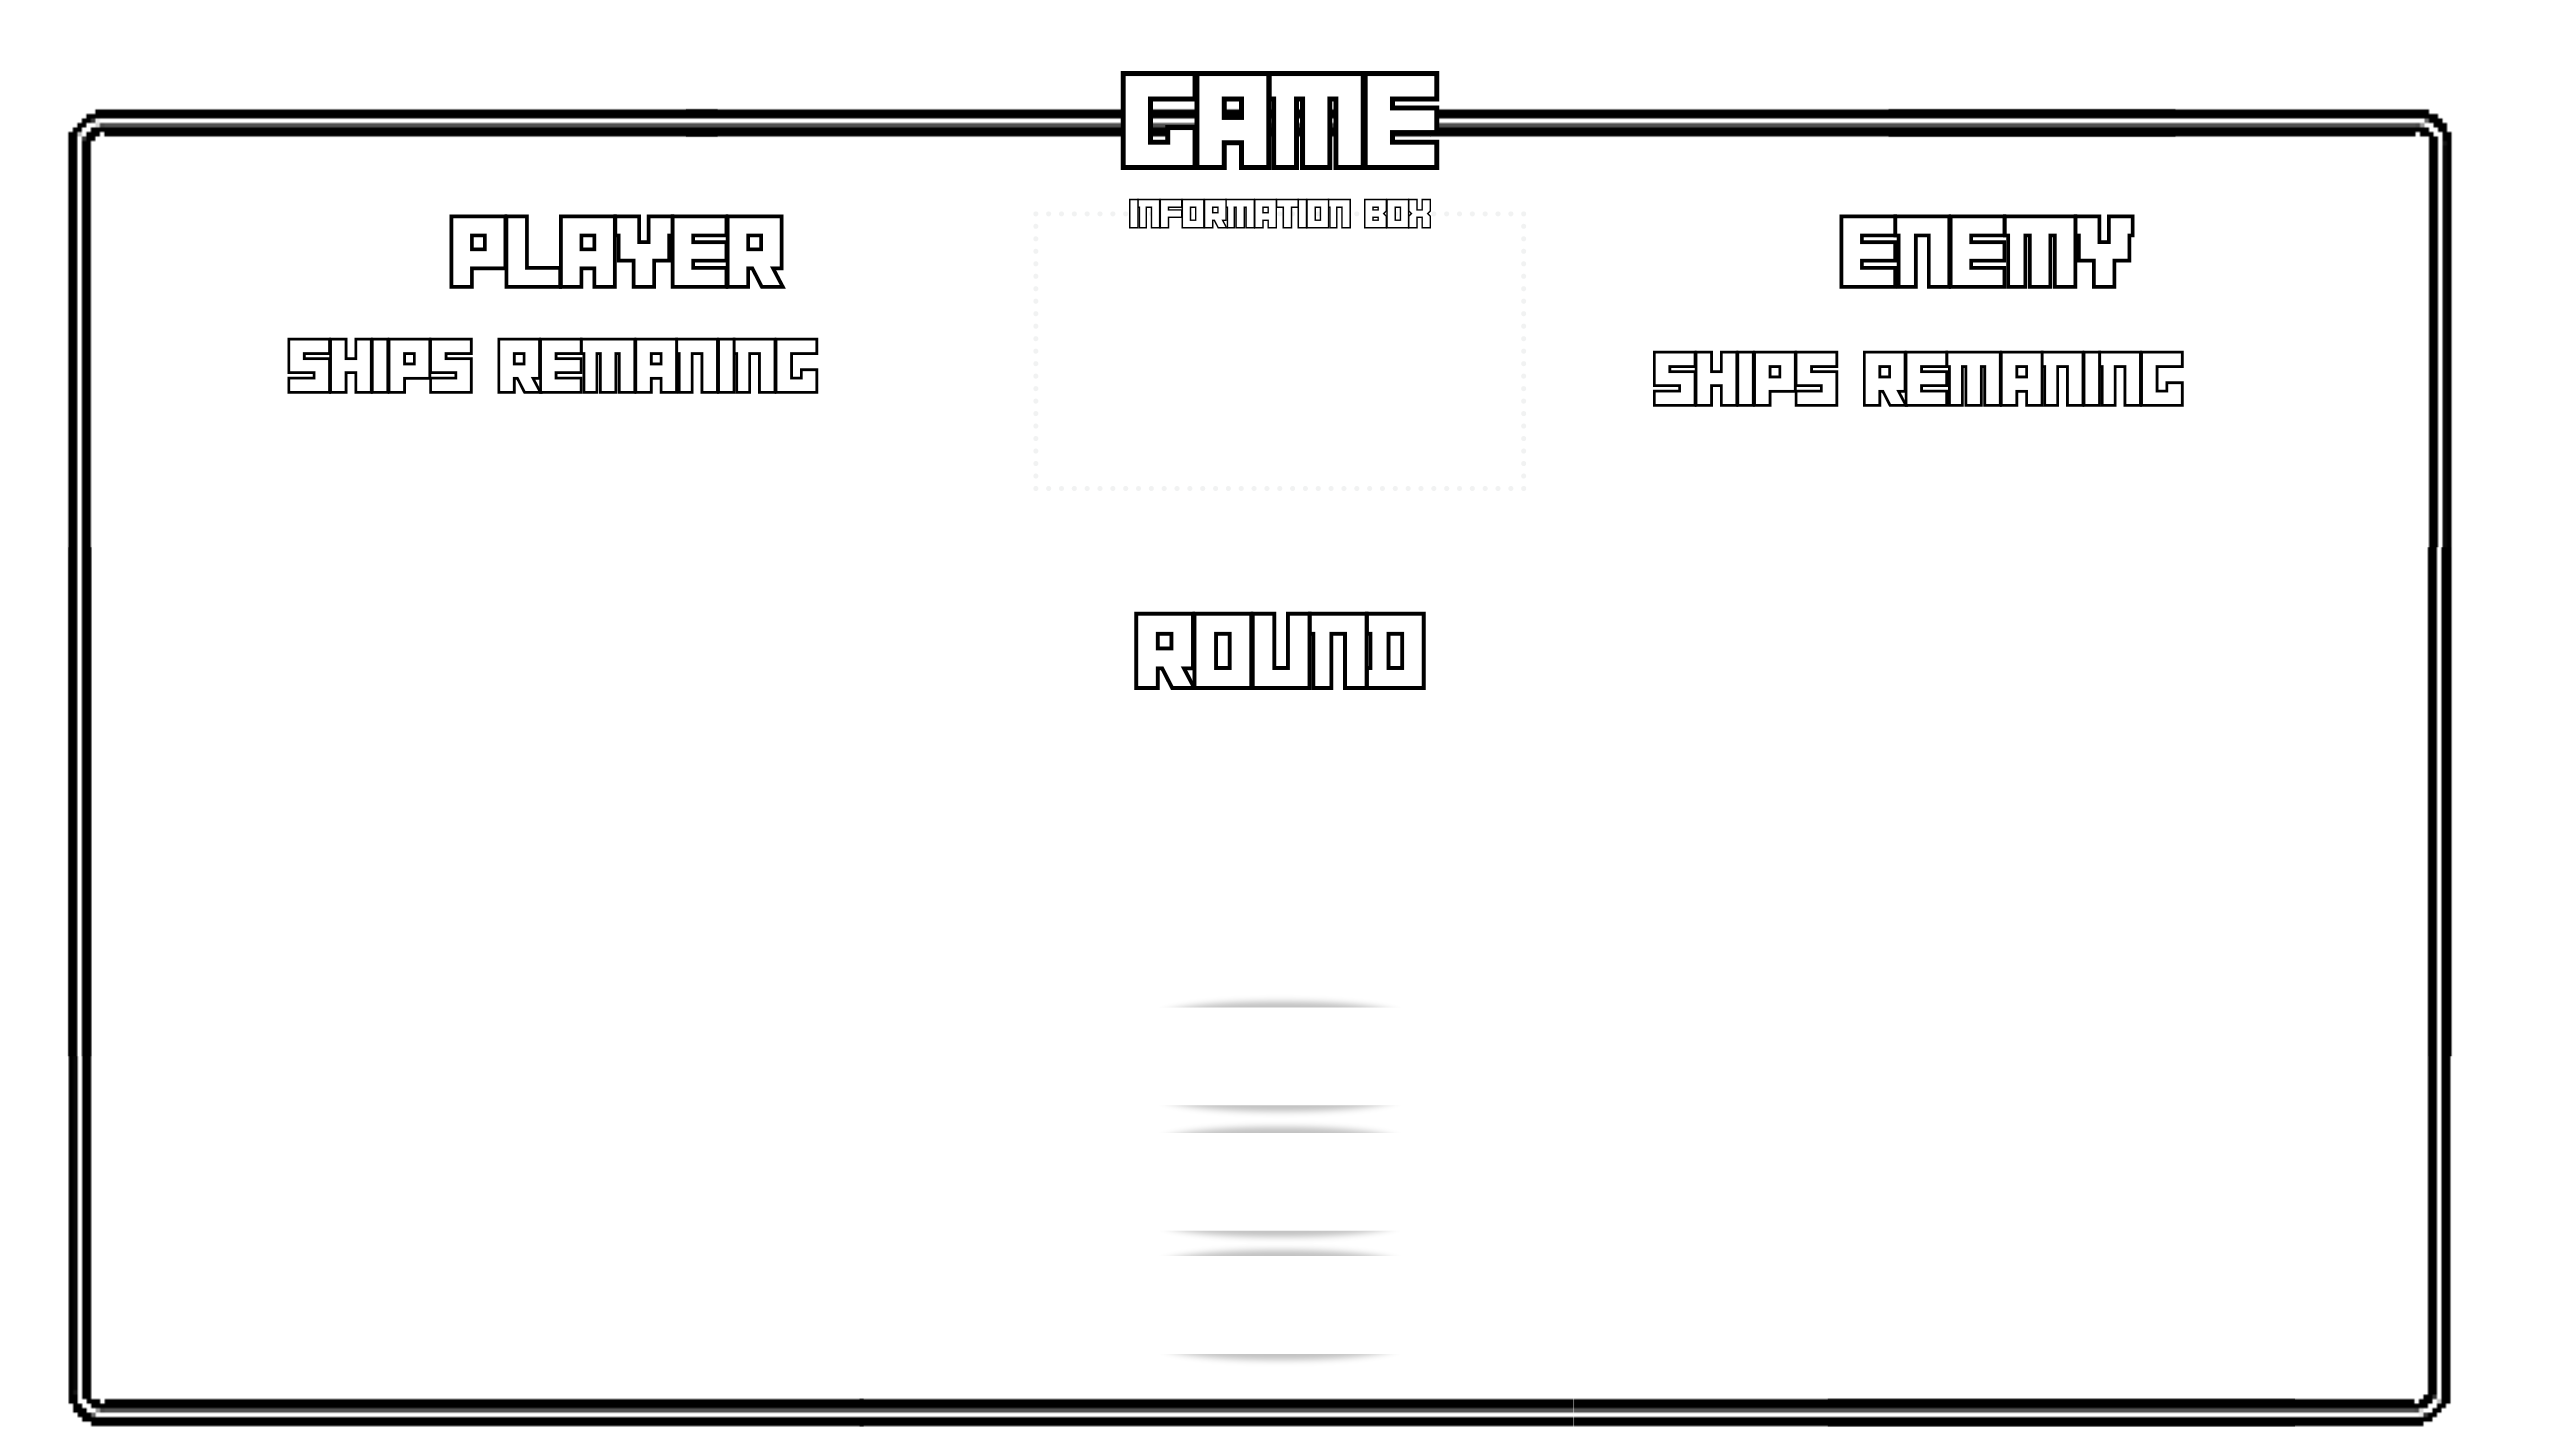 GAME
INFORMATION BOX
PLAYER
ENEMY
SHIPS REMANING
SHIPS REMANING
ROUND